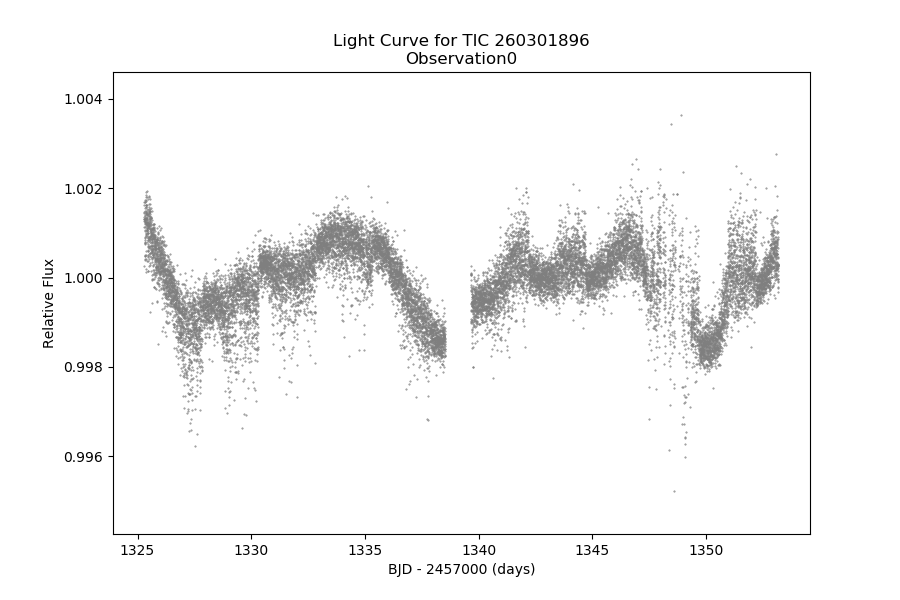 Light Curve for TIC 260301896
Observation0
1.004
1.002
1.000
0.998
0.996
Relative Flux
1325
1330
1335
1340
1345
1350
BJD - 2457000 (days)